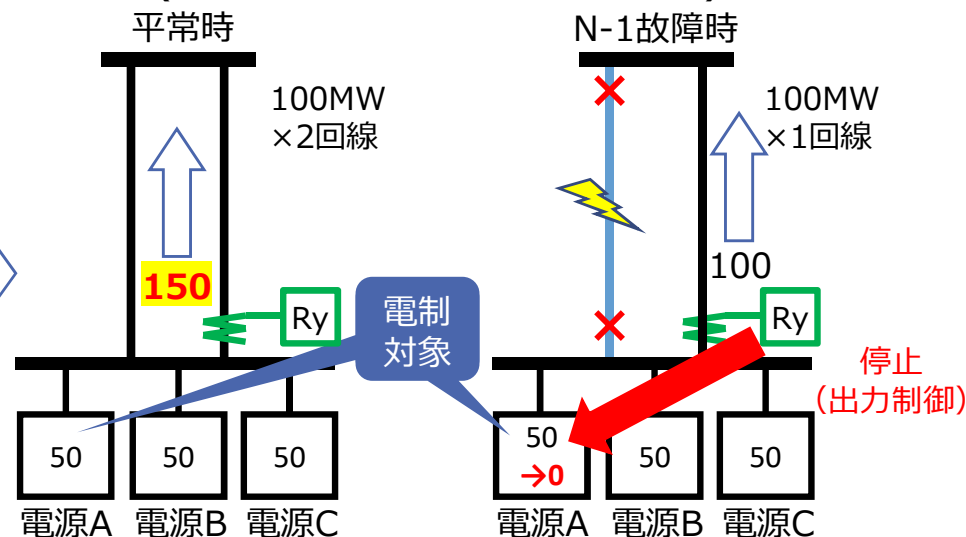 平常時
100MW
×2回線
150
Ry
50
50
50
電源A
電源B
電源C
電制
対象
N-1故障時
100MW
×1回線
100
Ry
停止
(出力制御)
50
→0
50
50
電源A
電源B
電源C